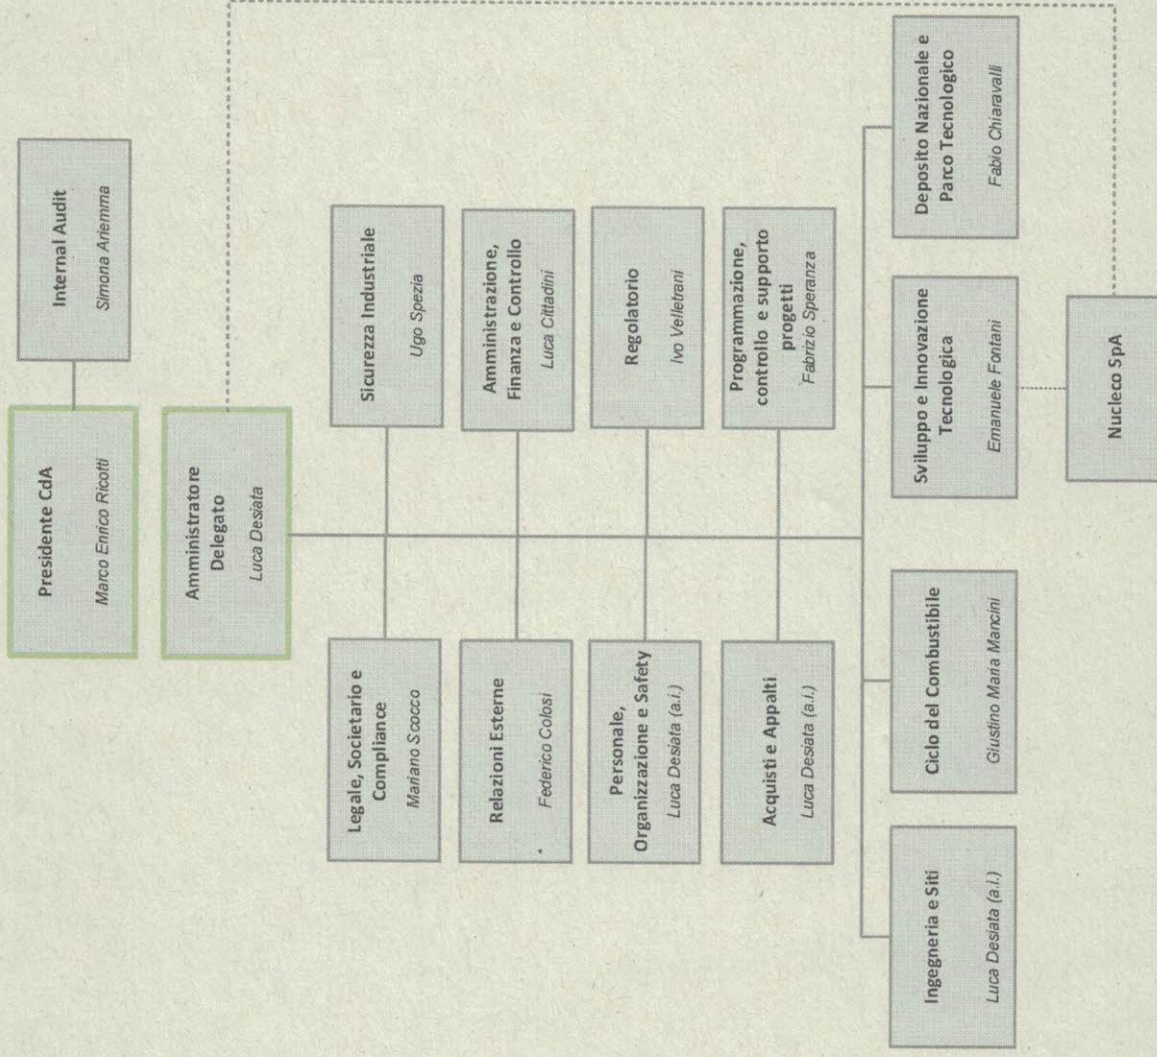 Presidente CdA
Marco Enrico Ricotti
Internal Audit
Simona Ariemma
Amministratore
Delegato
Luca Desiata
Legale, Societario e
Compliance
Mariano Scocco
Sicurezza Industriale
Ugo Spezia
Relazioni Esterne
Federico Colosi
Amministrazione,
Finanza e Controllo
Luca Cittadini
Personale,
Organizzazione e Safety
Luca Desiata (a.i.)
Regolatorio
Ivo Velletrani
Acquisti e Appalti
Luca Desiata (a.i.)
Programmazione,
controllo e supporto
progetti
Fabrizio Speranza
Ingegneria e Siti
Luca Desiata (a.i.)
Ciclo del Combustibile
Giustino Maria Mancini
Sviluppo e Innovazione
Tecnologica
Emanuele Fontani
Deposito Nazionale e
Parco Tecnologico
Fabio Chiaravalli
Nucleco SpA